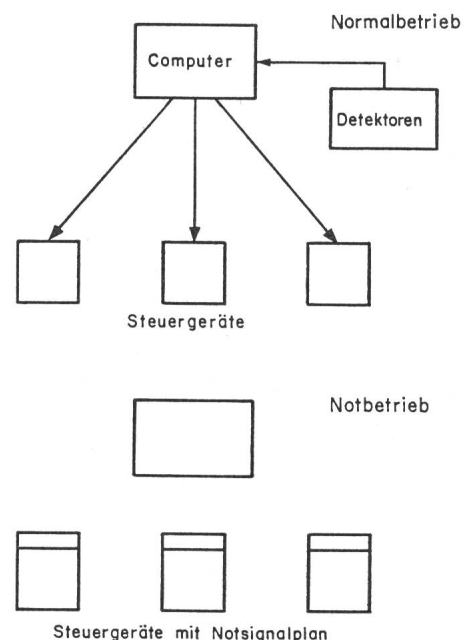 Normalbetrieb
Computer
Detektoren
Steuergeräte
Notbetrieb
Steuergeräte mit Notsignalplan